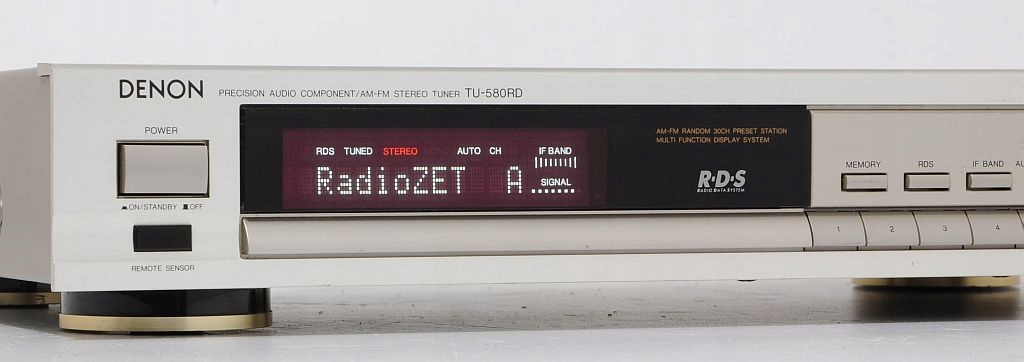 DENON PRECISION AUDIO COMPONENT/AM-FM STEREO TUNER TU-580RD
POWER
ON/STANDBY OFF
REMOTE SENSOR
RDS TUNED STEREO AUTO CH IF BAND
RadioZET A
SIGNAL
AM-FM RANDOM 30CH PRESET STATION
MULTI FUNCTION DISPLAY SYSTEM
R·D·S
RADIO DATA SYSTEM
MEMORY RDS IF BAND
1 2 3 4